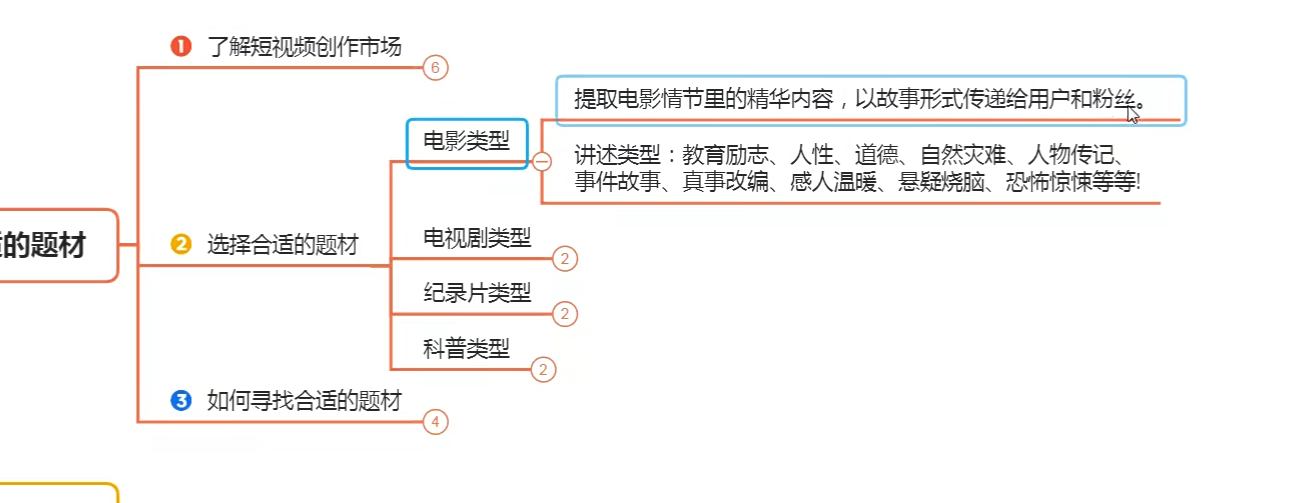 1 了解短视频创作市场
6
提取电影情节里的精华内容，以故事形式传递给用户和粉丝。
电影类型
讲述类型：教育励志、人性、道德、自然灾难、人物传记、
事件故事、真事改编、感人温暖、悬疑烧脑、恐怖惊悚等等!
的题材
2 选择合适的题材
电视剧类型
2
纪录片类型
2
科普类型
2
3 如何寻找合适的题材
4